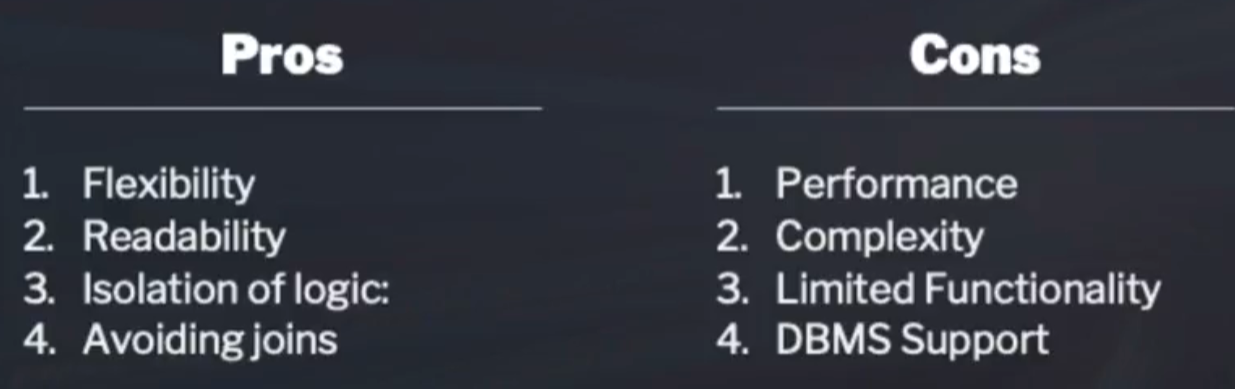 Pros
1. Flexibility
2. Readability
3. Isolation of logic:
4. Avoiding joins
Cons
1. Performance
2. Complexity
3. Limited Functionality
4. DBMS Support